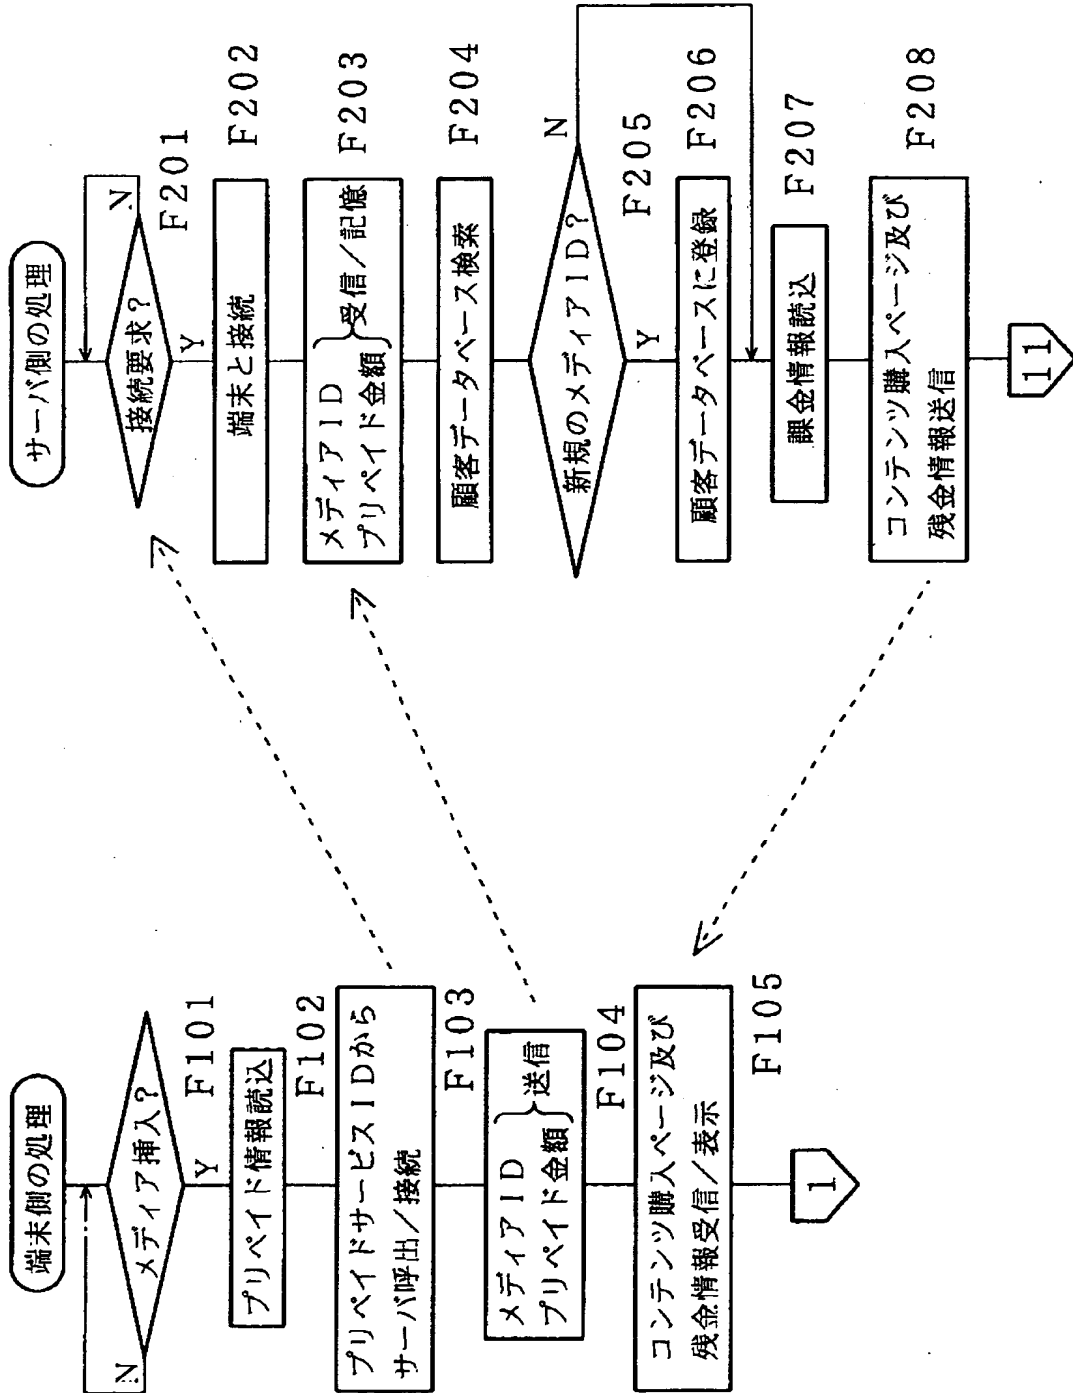 端末側の処理
メディア挿入?
N
Y
F101
プリペイド情報読込
F102
プリペイドサービスIDから
サーバ呼出/接続
F103
メディアID
プリペイド金額
送信
F104
コンテンツ購入ページ及び
残金情報受信/表示
F105
1
サーバ側の処理
接続要求?
N
Y
F201
端末と接続
F202
メディアID
プリペイド金額
受信/記憶
F203
顧客データベース検索
F204
新規のメディアID?
N
Y
F205
顧客データベースに登録
F206
課金情報読込
F207
コンテンツ購入ページ及び
残金情報送信
F208
11